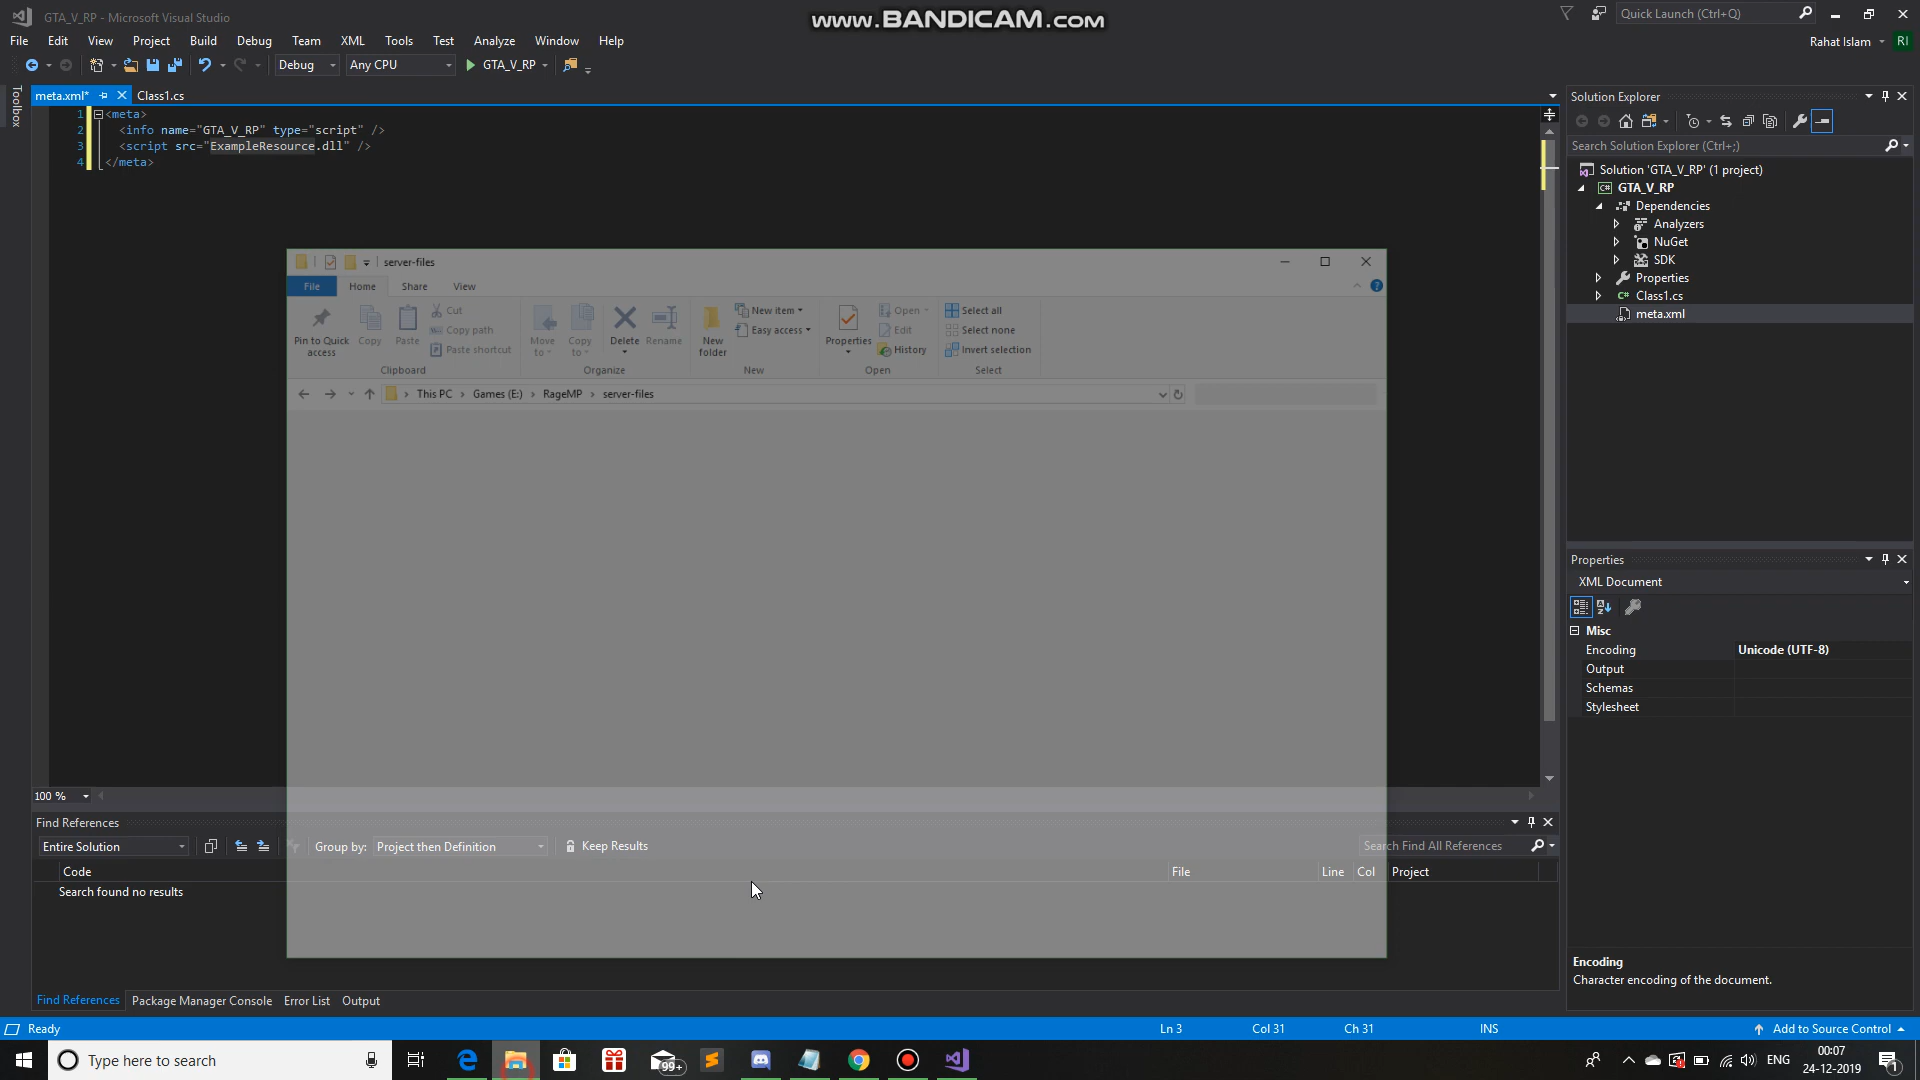 GTA_V_RP - Microsoft Visual Studio
www.BANDICAM.com
Quick Launch (Ctrl+Q)
File Edit View Project Build Debug Team XML Tools Test Analyze Window Help
Rahat Islam RI
Debug Any CPU GTA_V_RP
Toolbox
meta.xml* Class1.cs
1 <meta>
2 <info name="GTA_V_RP" type="script" />
3 <script src="ExampleResource.dll" />
4 </meta>
server-files
File Home Share View
Pin to Quick access
Copy
Paste
Cut
Copy path
Paste shortcut
Clipboard
Move to
Copy to
Delete
Rename
Organize
New folder
New item
Easy access
New
Properties
Open
Edit
History
Open
Select all
Select none
Invert selection
Select
This PC > Games (E:) > RageMP > server-files
Solution Explorer
Search Solution Explorer (Ctrl+;)
Solution 'GTA_V_RP' (1 project)
C# GTA_V_RP
Dependencies
Analyzers
NuGet
SDK
Properties
C# Class1.cs
meta.xml
Properties
XML Document
Misc
Encoding Unicode (UTF-8)
Output
Schemas
Stylesheet
Encoding
Character encoding of the document.
100 %
Find References
Entire Solution Group by: Project then Definition Keep Results Search Find All References
Code File Line Col Project
Search found no results
Find References Package Manager Console Error List Output
Ready Ln 3 Col 31 Ch 31 INS Add to Source Control
Type here to search
99+
ENG
00:07
24-12-2019
1